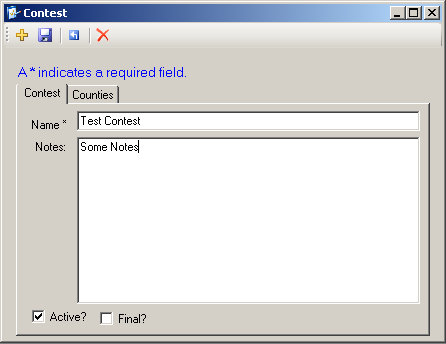 Contest
A * indicates a required field.
Contest Counties
Name * Test Contest
Notes: Some Notes
Active? Final?